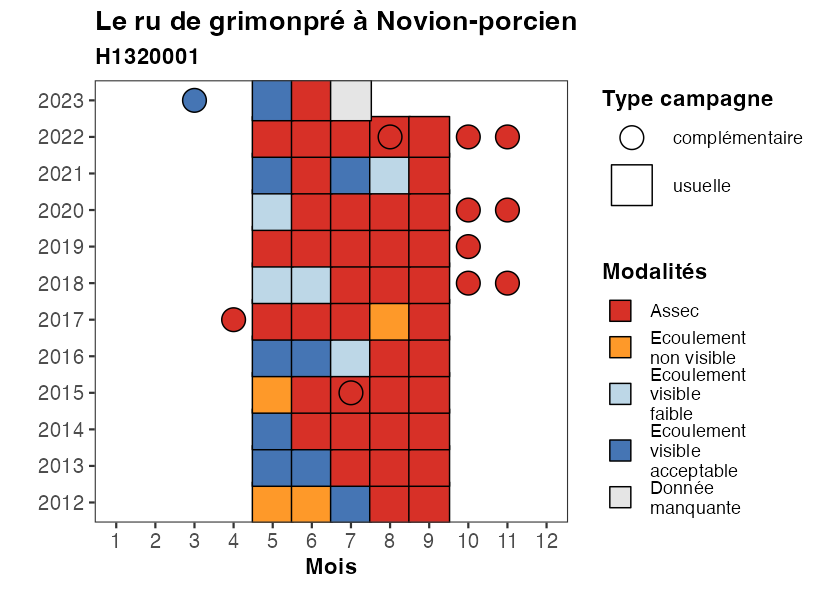 Le ru de grimonpré à Novion-porcien
H1320001
2023
2022
2021
2020
2019
2018
2017
2016
2015
2014
2013
2012
1 2 3 4 5 6 7 8 9 10 11 12
Mois
Type campagne
complémentaire
usuelle
Modalités
Assec
Ecoulement
non visible
Ecoulement
visible
faible
Ecoulement
visible
acceptable
Donnée
manquante